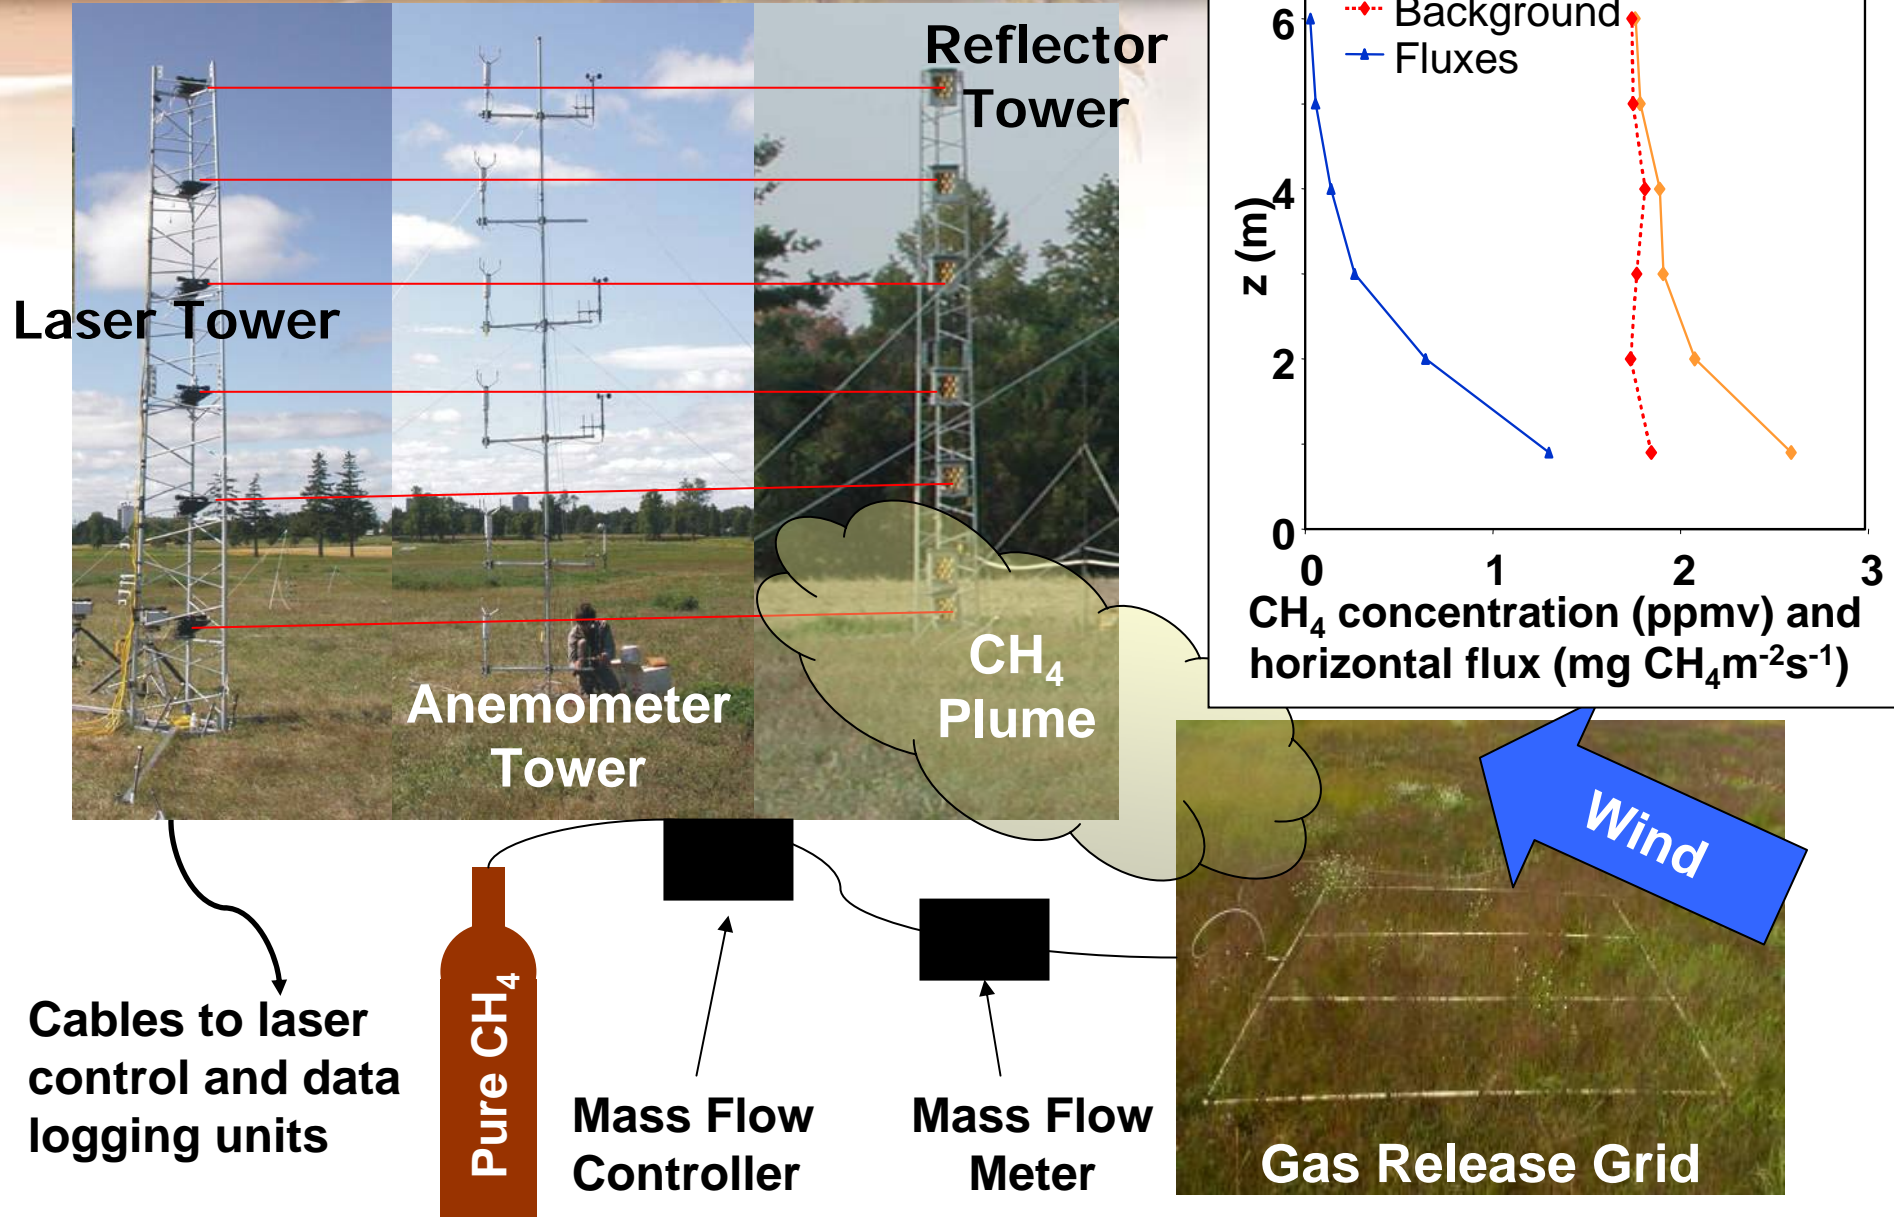 Reflector
Tower
Laser Tower
Anemometer
Tower
CH₄
Plume
Background
Fluxes
6
4
2
0
z (m)
0 1 2 3
CH₄ concentration (ppmv) and
horizontal flux (mg CH₄m⁻²s⁻¹)
Wind
Cables to laser
control and data
logging units
Pure CH₄
Mass Flow
Controller
Mass Flow
Meter
Gas Release Grid